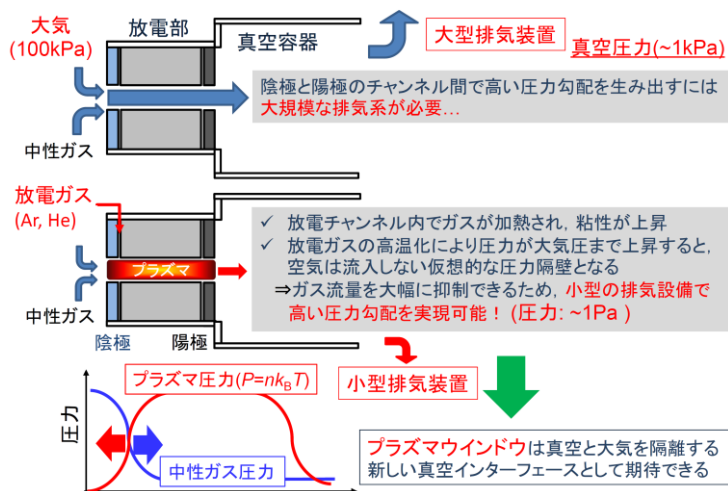 大気
(100kPa)
放電部
真空容器
大型排気装置
真空圧力(~1kPa)
陰極と陽極のチャンネル間で高い圧力勾配を生み出すには
大規模な排気系が必要…
中性ガス
放電ガス
(Ar, He)
プラズマ
中性ガス
陰極
陽極
✓ 放電チャンネル内でガスが加熱され,粘性が上昇
✓ 放電ガスの高温化により圧力が大気圧まで上昇すると,
空気は流入しない仮想的な圧力隔壁となる
⇒ガス流量を大幅に抑制できるため,小型の排気設備で
高い圧力勾配を実現可能！(圧力: ~1Pa )
小型排気装置
プラズマ圧力(P=nkBT)
圧力
中性ガス圧力
プラズマウインドウは真空と大気を隔離する
新しい真空インターフェースとして期待できる